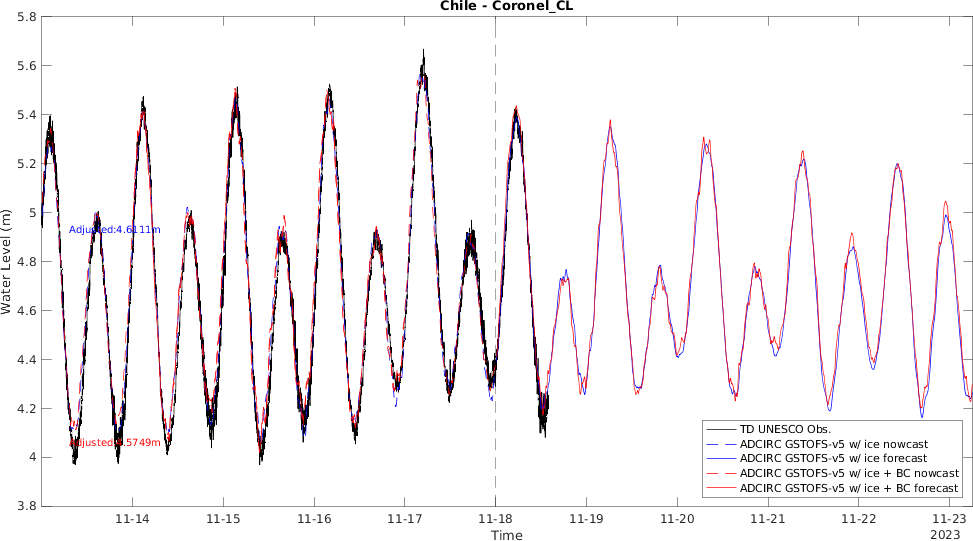 Chile - Coronel_CL
5.8
5.6
5.4
5.2
5
4.8
4.6
4.4
4.2
4
3.8
Water Level (m)
Adjusted:4.6111m
TD UNESCO Obs.
ADCIRC GSTOFS-v5 w/ ice nowcast
ADCIRC GSTOFS-v5 w/ ice forecast
ADCIRC GSTOFS-v5 w/ ice + BC nowcast
ADCIRC GSTOFS-v5 w/ ice + BC forecast
11-14
11-15
11-16
11-17
11-18
11-19
11-20
11-21
11-22
11-23
Time
2023